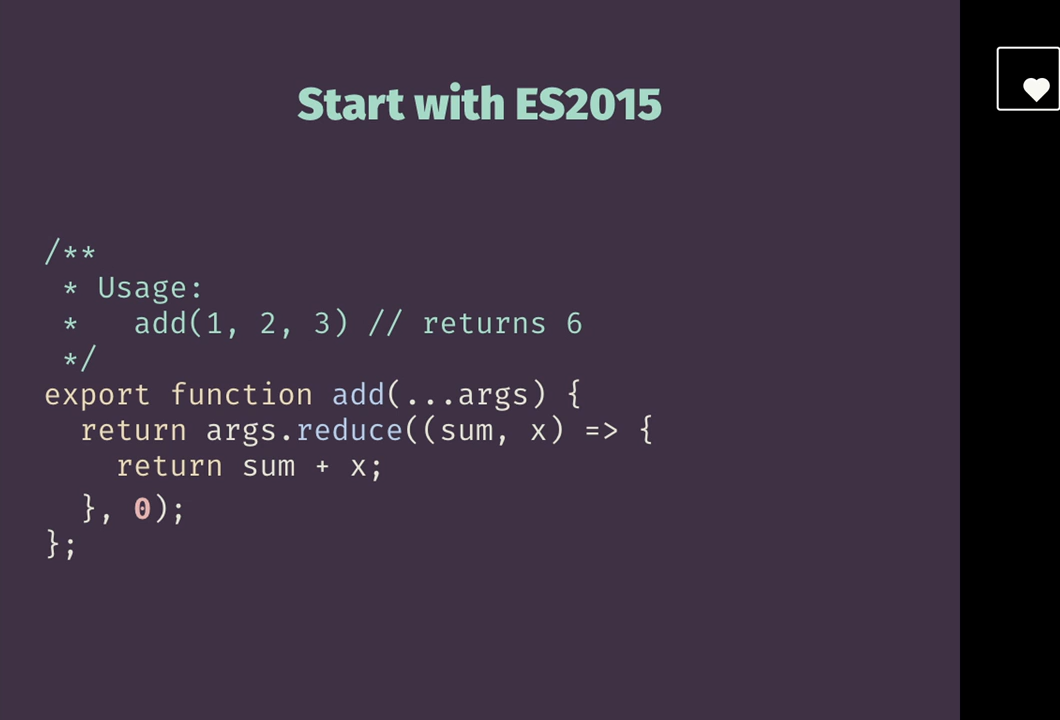 Start with ES2015
/**
 * Usage:
 *   add(1, 2, 3) // returns 6
 */
export function add(...args) {
  return args.reduce((sum, x) => {
    return sum + x;
  }, 0);
};